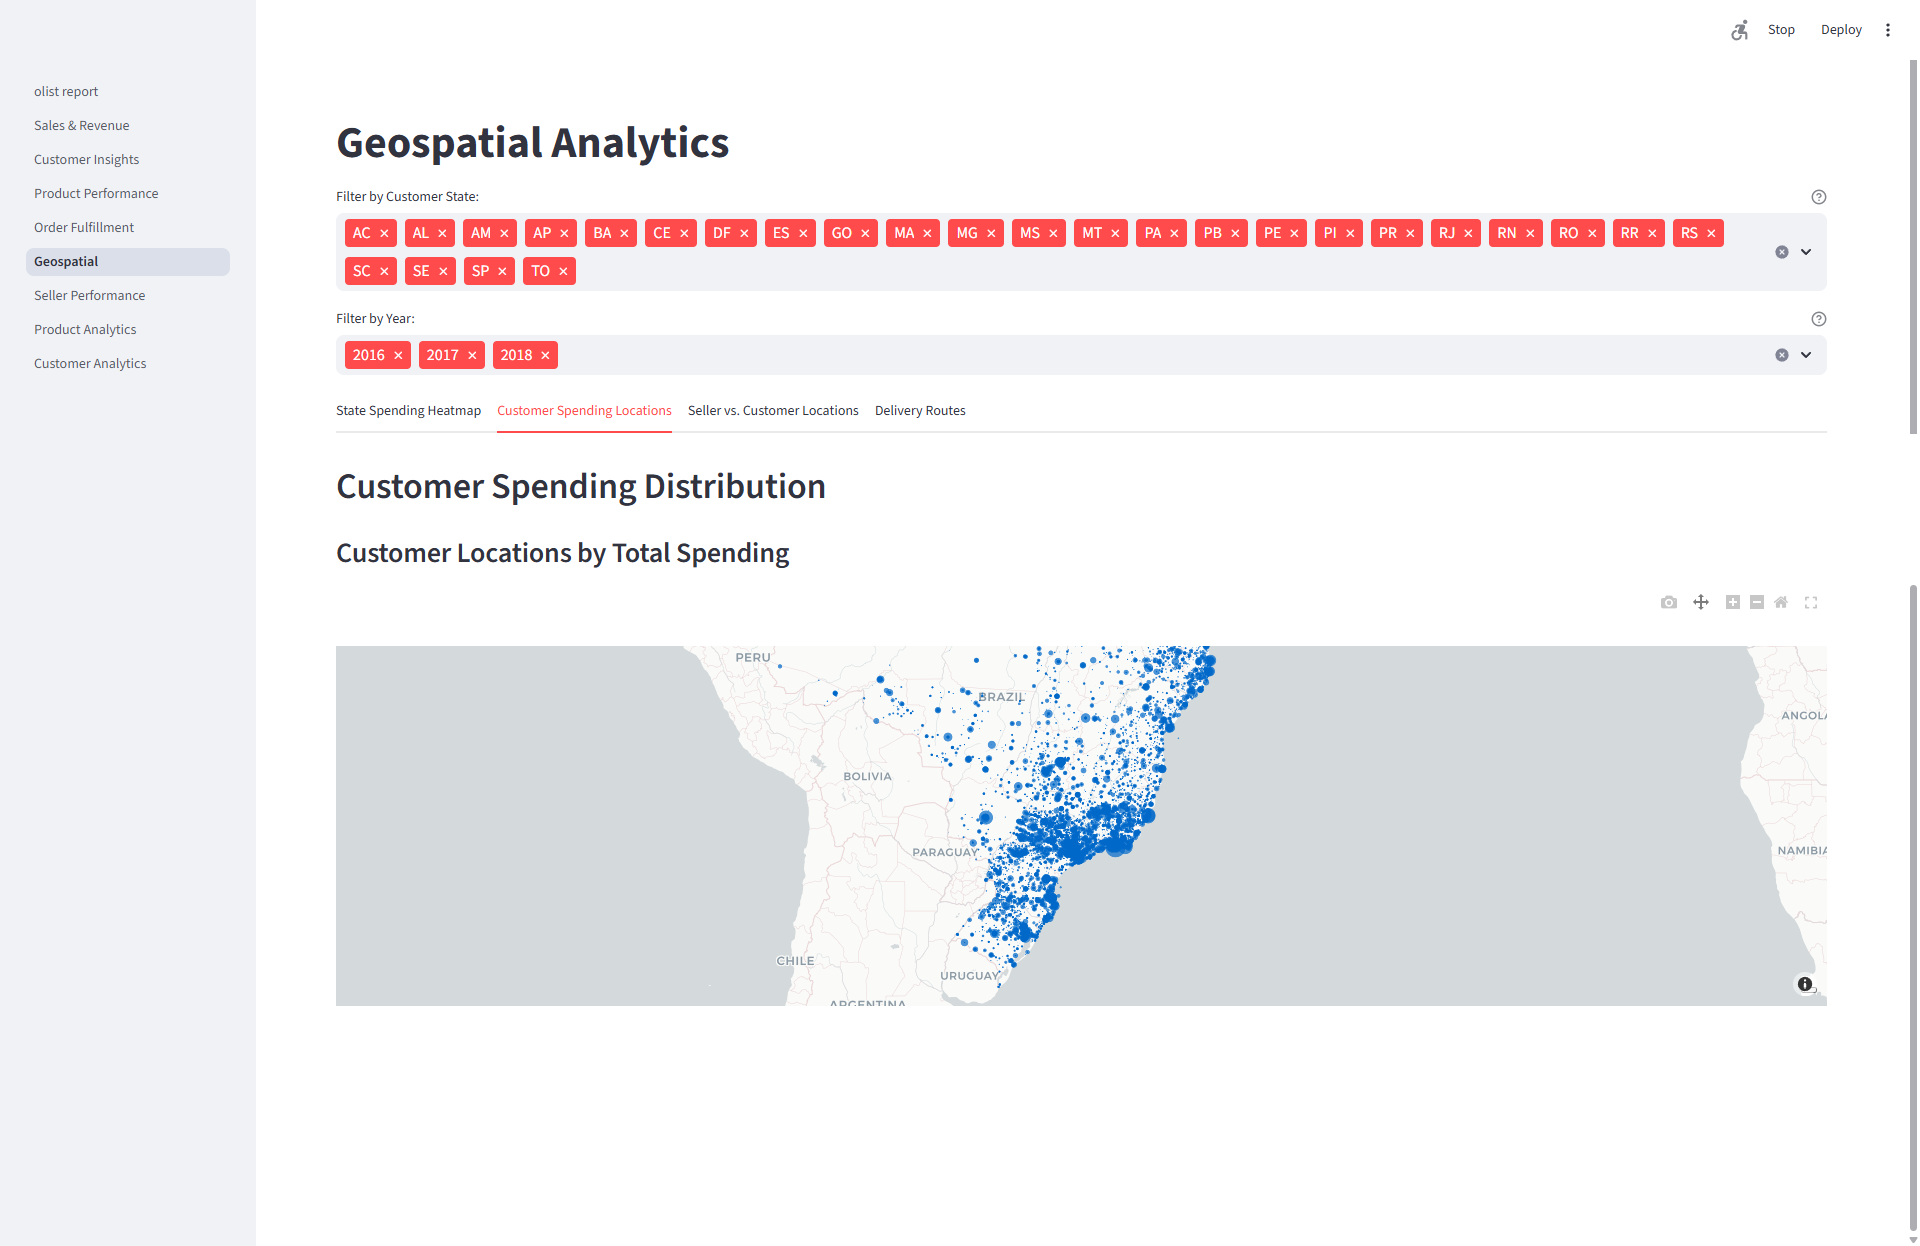 Stop Deploy
olist report
Sales & Revenue
Customer Insights
Product Performance
Order Fulfillment
Geospatial
Seller Performance
Product Analytics
Customer Analytics
Geospatial Analytics
Filter by Customer State:
AC AL AM AP BA CE DF ES GO MA MG MS MT PA PB PE PI PR RJ RN RO RR RS
SC SE SP TO
Filter by Year:
2016 2017 2018
State Spending Heatmap Customer Spending Locations Seller vs. Customer Locations Delivery Routes
Customer Spending Distribution
Customer Locations by Total Spending
PERU
BRAZIL
ANGOLA
BOLIVIA
PARAGUAY
NAMIBIA
CHILE
URUGUAY
ARGENTINA